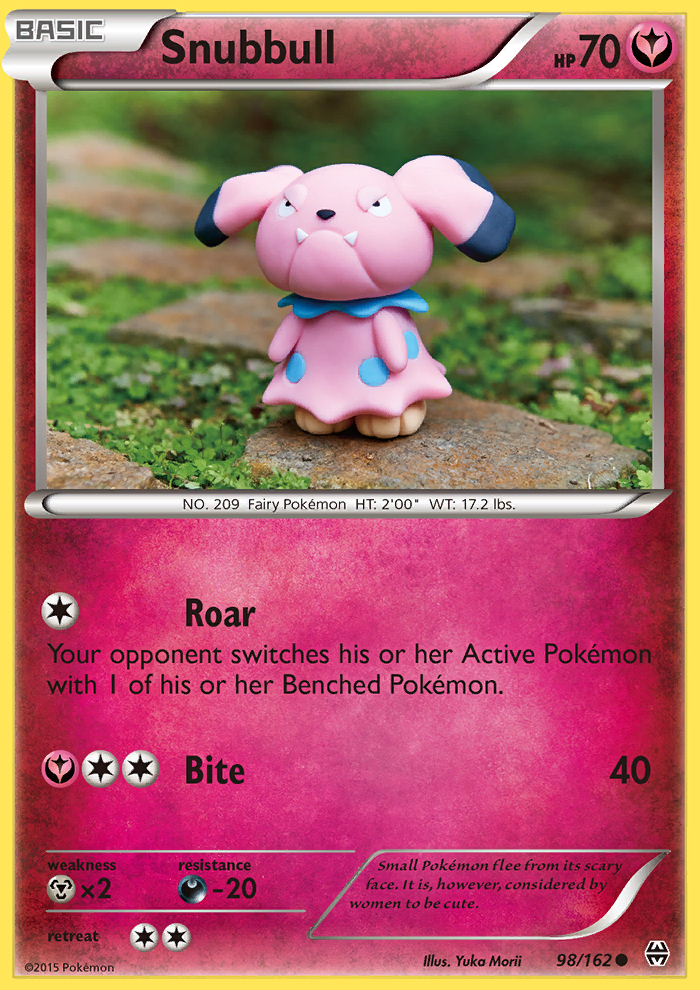 BASIC
Snubbull
HP 70
NO. 209 Fairy Pokémon HT: 2'00" WT: 17.2 lbs.
Roar
Your opponent switches his or her Active Pokémon
with 1 of his or her Benched Pokémon.
Bite 40
weakness resistance
×2 -20
Small Pokémon flee from its scary
face. It is, however, considered by
women to be cute.
retreat
Illus. Yuka Morii 98/162
©2015 Pokémon